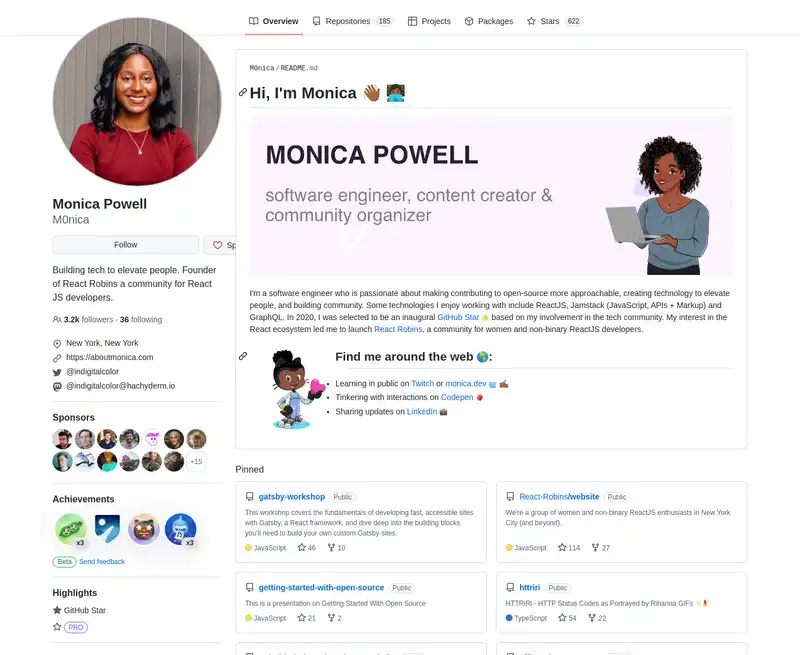 Overview
Repositories 185
Projects
Packages
Stars 622
M0nica / README.md
Hi, I'm Monica
MONICA POWELL
software engineer, content creator &
community organizer
Monica Powell
M0nica
Follow
Sp
Building tech to elevate people. Founder
of React Robins a community for React
JS developers.
3.2k followers · 36 following
New York, New York
https://aboutmonica.com
@indigitalcolor
@indigitalcolor@hachyderm.io
Sponsors
+15
Achievements
x3
x3
Beta Send feedback
Highlights
GitHub Star
PRO
I'm a software engineer who is passionate about making contributing to open-source more approachable, creating technology to elevate
people, and building community. Some technologies I enjoy working with include ReactJS, Jamstack (JavaScript, APIs + Markup) and
GraphQL. In 2020, I was selected to be an inaugural GitHub Star based on my involvement in the tech community. My interest in the
React ecosystem led me to launch React Robins, a community for women and non-binary ReactJS developers.
Find me around the web :
Learning in public on Twitch or monica.dev
Tinkering with interactions on Codepen
Sharing updates on LinkedIn
Pinned
gatsby-workshop Public
This workshop covers the fundamentals of developing fast, accessible sites
with Gatsby, a React framework, and dive deep into the building blocks
you'll need to build your own custom Gatsby sites.
JavaScript 46 10
React-Robins/website Public
We're a group of women and non-binary ReactJS enthusiasts in New York
City (and beyond).
JavaScript 114 27
getting-started-with-open-source Public
This is a presentation on Getting Started With Open Source
JavaScript 21 2
httriri Public
HTTRiRi - HTTP Status Codes as Portrayed by Rihanna GIFs
TypeScript 54 22